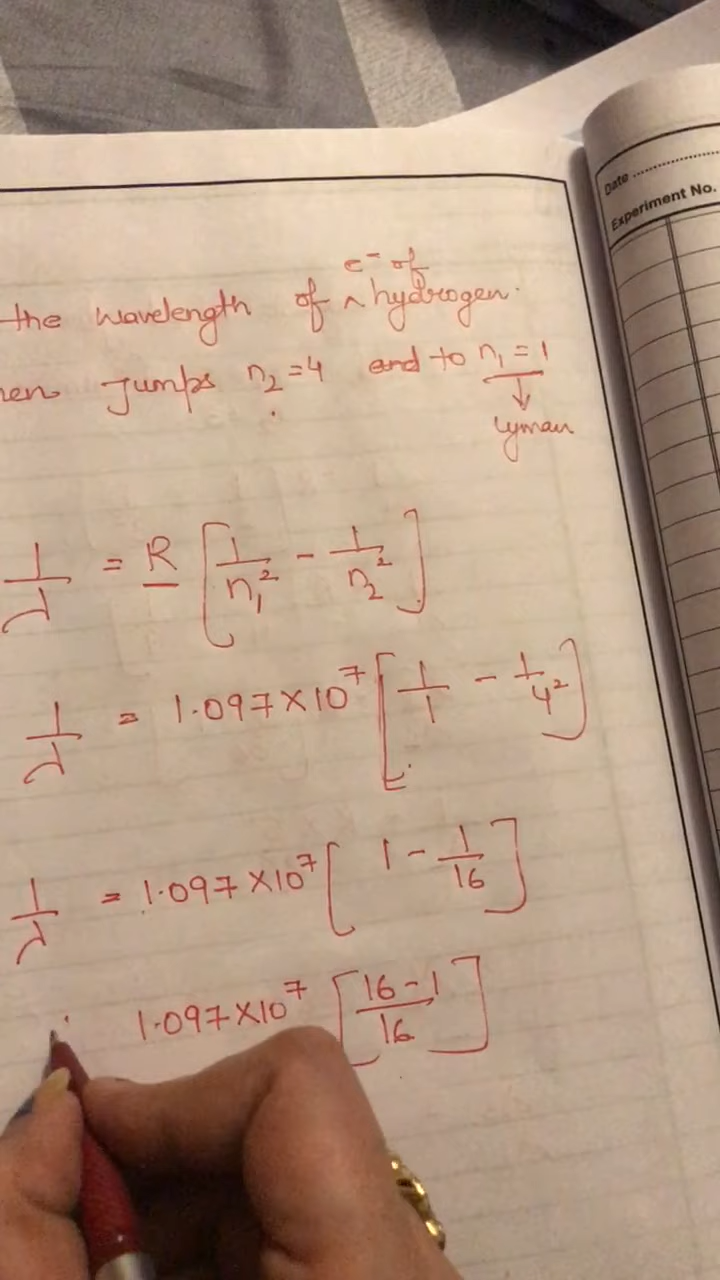 Date ....................
Experiment No.
e⁻ of
the wavelength of ^ hydrogen.
Jumps n₂ = 4 and to n₁ = 1
↓
Lyman
1/λ = R [1/n₁² - 1/n₂²]
1/λ = 1.097 × 10⁷ [1/1 - 1/4²]
1/λ = 1.097 × 10⁷ [1 - 1/16]
1.097 × 10⁷ [16 - 1/16]